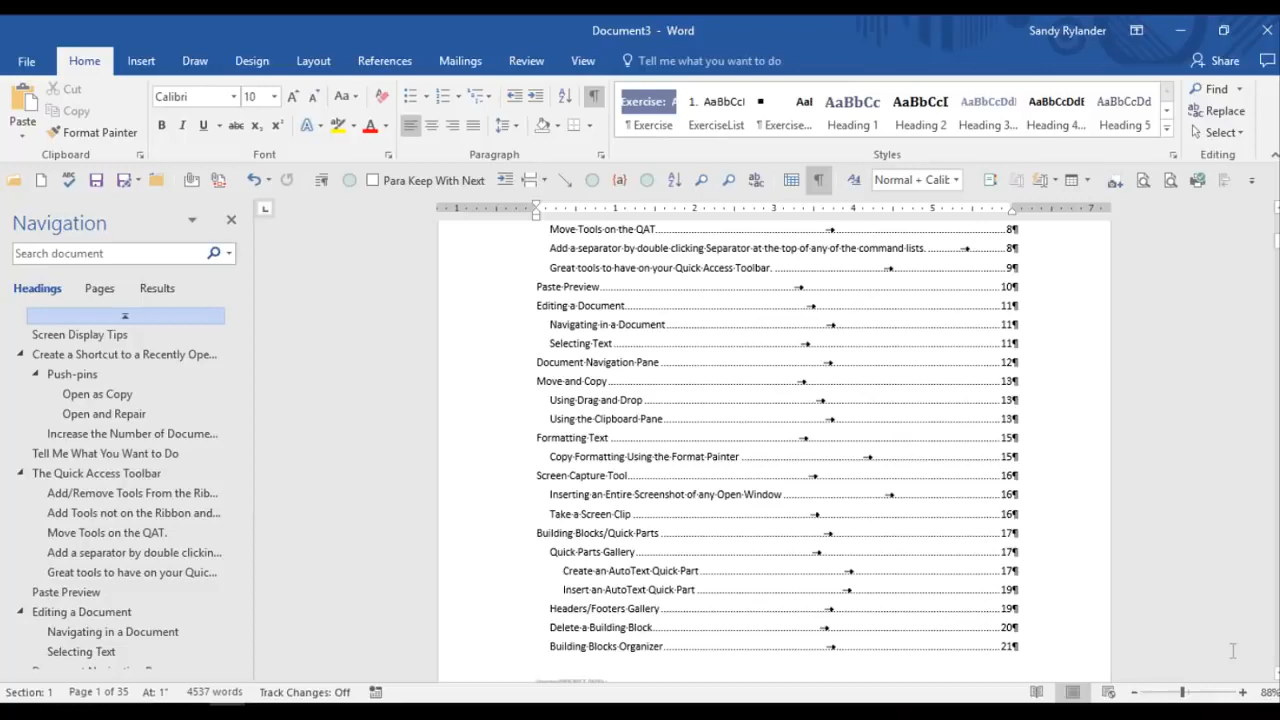 Document3 - Word
Sandy Rylander
File Home Insert Draw Design Layout References Mailings Review View Tell me what you want to do Share
Paste
Cut
Copy
Format Painter
Clipboard
Calibri 10
Aa
B I U abc x₂ x² A ab A
Font
Paragraph
Exercise: A
¶ Exercise
1. AaBbCcI
ExerciseList
AaI
¶ Exercise...
AaBbCc
Heading 1
AaBbCcI
Heading 2
AaBbCcDdI
Heading 3...
AaBbCcDdE
Heading 4...
AaBbCcDd
Heading 5
Styles
Find
Replace
Select
Editing
Para Keep With Next
{a}
Normal + Calib
Navigation
Search document
Headings Pages Results
Screen Display Tips
Create a Shortcut to a Recently Ope...
Push-pins
Open as Copy
Open and Repair
Increase the Number of Docume...
Tell Me What You Want to Do
The Quick Access Toolbar
Add/Remove Tools From the Rib...
Add Tools not on the Ribbon and...
Move Tools on the QAT.
Add a separator by double clickin...
Great tools to have on your Quic...
Paste Preview
Editing a Document
Navigating in a Document
Selecting Text
1 1 2 3 4 5 7
Move·Tools·on·the·QAT. 8¶
Add·a·separator·by·double·clicking·Separator·at·the·top·of·any·of·the·command·lists. 8¶
Great·tools·to·have·on·your·Quick·Access·Toolbar. 9¶
Paste·Preview 10¶
Editing·a·Document 11¶
Navigating·in·a·Document 11¶
Selecting·Text 11¶
Document·Navigation·Pane 12¶
Move·and·Copy 13¶
Using·Drag·and·Drop 13¶
Using·the·Clipboard·Pane 13¶
Formatting·Text 15¶
Copy·Formatting·Using·the·Format·Painter 15¶
Screen·Capture·Tool 16¶
Inserting·an·Entire·Screenshot·of·any·Open·Window 16¶
Take·a·Screen·Clip 16¶
Building·Blocks/Quick·Parts 17¶
Quick·Parts·Gallery 17¶
Create·an·AutoText·Quick·Part 17¶
Insert·an·AutoText·Quick·Part 19¶
Headers/Footers·Gallery 19¶
Delete·a·Building·Block 20¶
Building·Blocks·Organizer 21¶
Section: 1 Page 1 of 35 At: 1" 4537 words Track Changes: Off 88%